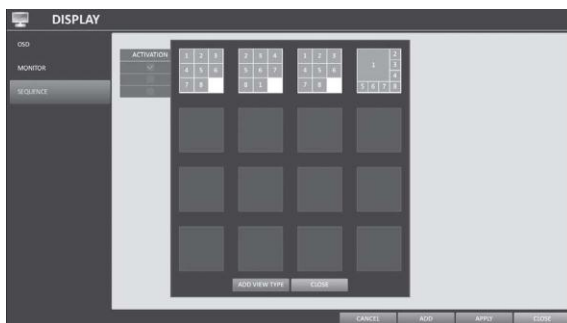 DISPLAY
OSD
MONITOR
SEQUENCE
ACTIVATION
1 2 3
4 5 6
7 8
2 3 4
5 6 7
8 1
1 2 3
4 5 6
7 8
1 2
3
4
5 6 7 8
ADD VIEW TYPE CLOSE
CANCEL ADD APPLY CLOSE